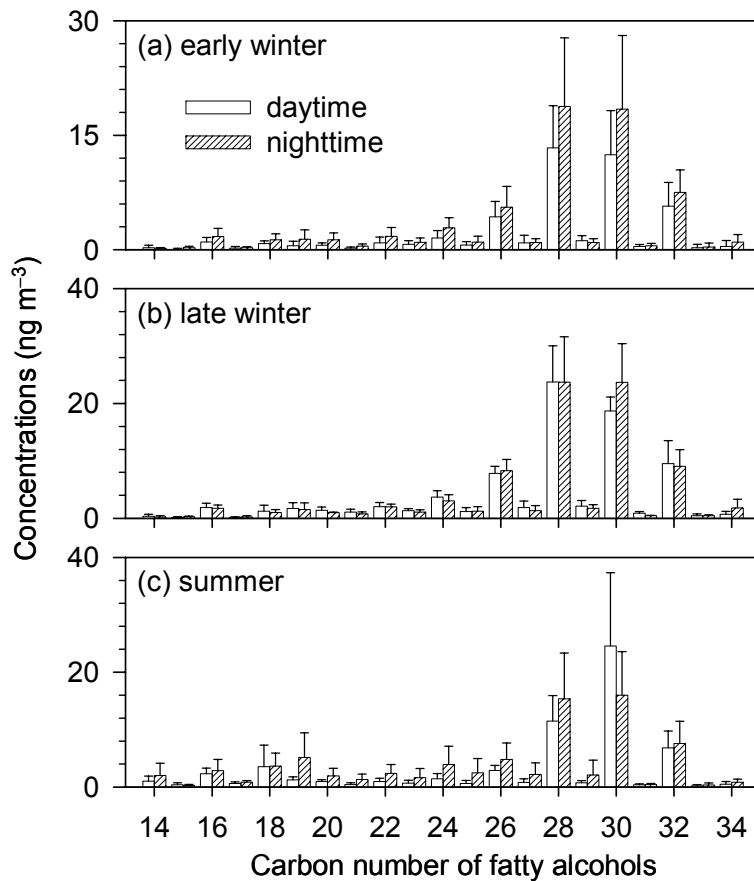 30
(a) early winter
daytime
nighttime
15
0
40
(b) late winter
20
0
40
(c) summer
20
0
14 16 18 20 22 24 26 28 30 32 34
Carbon number of fatty alcohols
Concentrations (ng m⁻³)